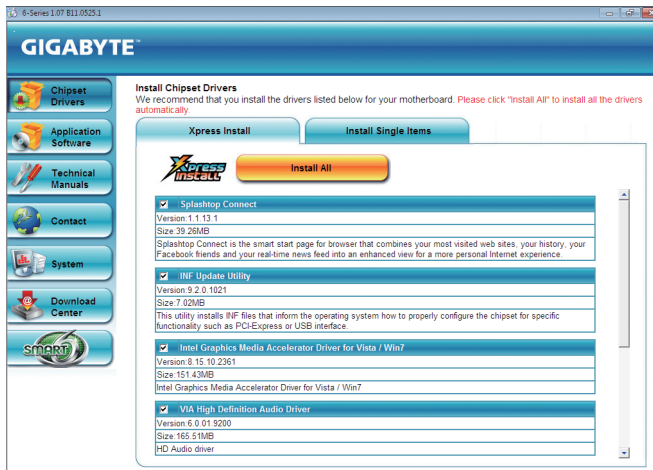 6-Series 1.07 B11.0525.1
GIGABYTE™
Chipset
Drivers
Application
Software
Technical
Manuals
Contact
System
Download
Center
SMART6
Install Chipset Drivers
We recommend that you install the drivers listed below for your motherboard. Please click "Install All" to install all the drivers
automatically.
Xpress Install
Install Single Items
Xpress
INSTALL
Install All
Splashtop Connect
Version:1.1.13.1
Size:39.26MB
Splashtop Connect is the smart start page for browser that combines your most visited web sites, your history, your
Facebook friends and your real-time news feed into an enhanced view for a more personal Internet experience.
INF Update Utility
Version:9.2.0.1021
Size:7.02MB
This utility installs INF files that inform the operating system how to properly configure the chipset for specific
functionality such as PCI-Express or USB interface.
Intel Graphics Media Accelerator Driver for Vista / Win7
Version:8.15.10.2361
Size:151.43MB
Intel Graphics Media Accelerator Driver for Vista / Win7
VIA High Definition Audio Driver
Version:6.0.01.9200
Size:165.51MB
HD Audio driver